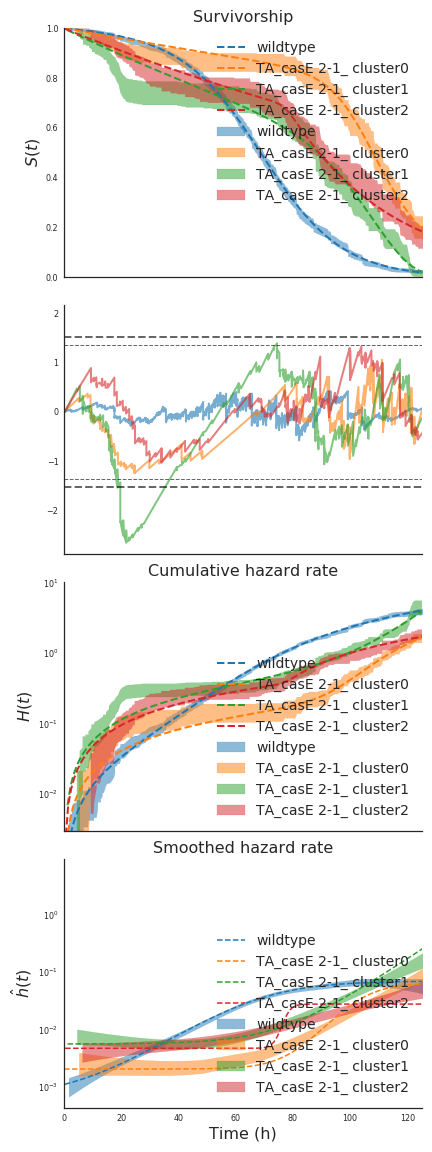 Survivorship
1.0
0.8
0.6
0.4
0.2
0.0
S(t)
wildtype
TA_casE 2-1_ cluster0
TA_casE 2-1_ cluster1
TA_casE 2-1_ cluster2
wildtype
TA_casE 2-1_ cluster0
TA_casE 2-1_ cluster1
TA_casE 2-1_ cluster2
2
1
0
−1
−2
Cumulative hazard rate
10¹
10⁰
10⁻¹
10⁻²
H(t)
wildtype
TA_casE 2-1_ cluster0
TA_casE 2-1_ cluster1
TA_casE 2-1_ cluster2
wildtype
TA_casE 2-1_ cluster0
TA_casE 2-1_ cluster1
TA_casE 2-1_ cluster2
Smoothed hazard rate
10⁰
10⁻¹
10⁻²
10⁻³
ĥ(t)
wildtype
TA_casE 2-1_ cluster0
TA_casE 2-1_ cluster1
TA_casE 2-1_ cluster2
wildtype
TA_casE 2-1_ cluster0
TA_casE 2-1_ cluster1
TA_casE 2-1_ cluster2
0 20 40 60 80 100 120
Time (h)